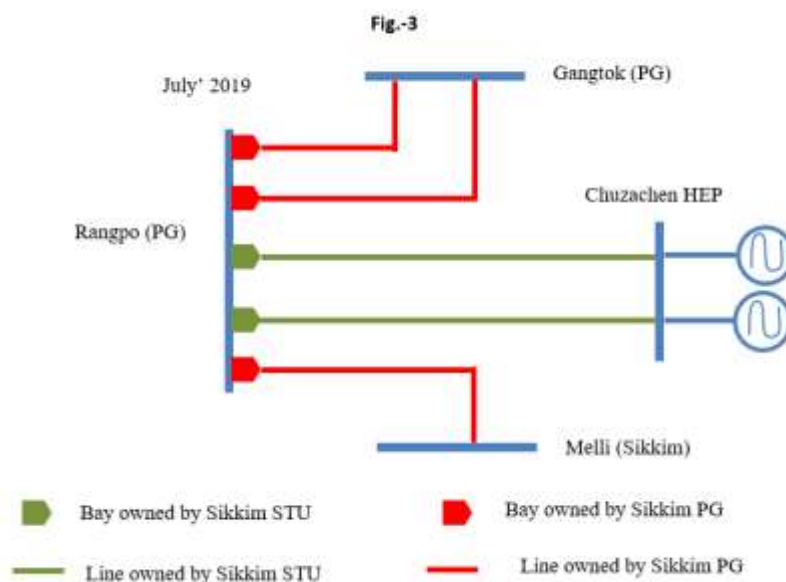 Fig.-3
July' 2019
Gangtok (PG)
Chuzachen HEP
Rangpo (PG)
Melli (Sikkim)
Bay owned by Sikkim STU
Bay owned by Sikkim PG
Line owned by Sikkim STU
Line owned by Sikkim PG